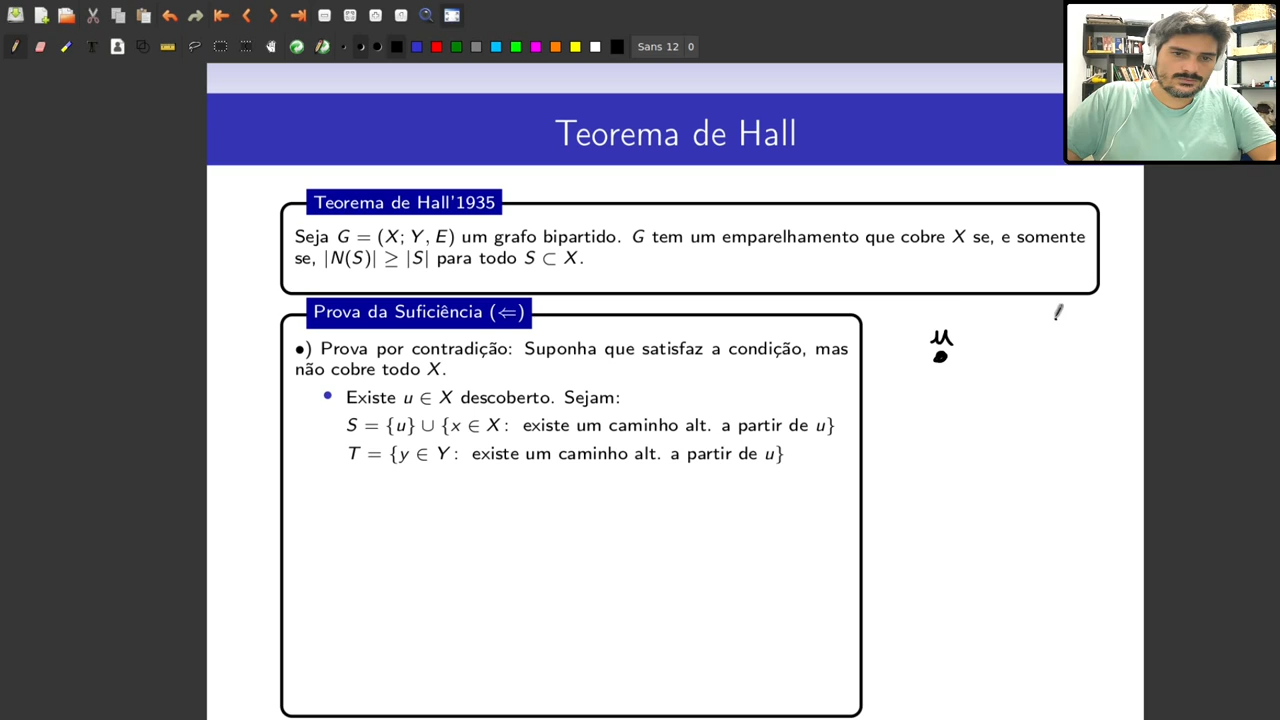 Sans 12 0
Teorema de Hall
Teorema de Hall'1935
Seja G = (X; Y, E) um grafo bipartido. G tem um emparelhamento que cobre X se, e somente
se, |N(S)| ≥ |S| para todo S ⊂ X.
Prova da Suficiência (⇐)
•) Prova por contradição: Suponha que satisfaz a condição, mas
não cobre todo X.
• Existe u ∈ X descoberto. Sejam:
S = {u} ∪ {x ∈ X : existe um caminho alt. a partir de u}
T = {y ∈ Y : existe um caminho alt. a partir de u}
u